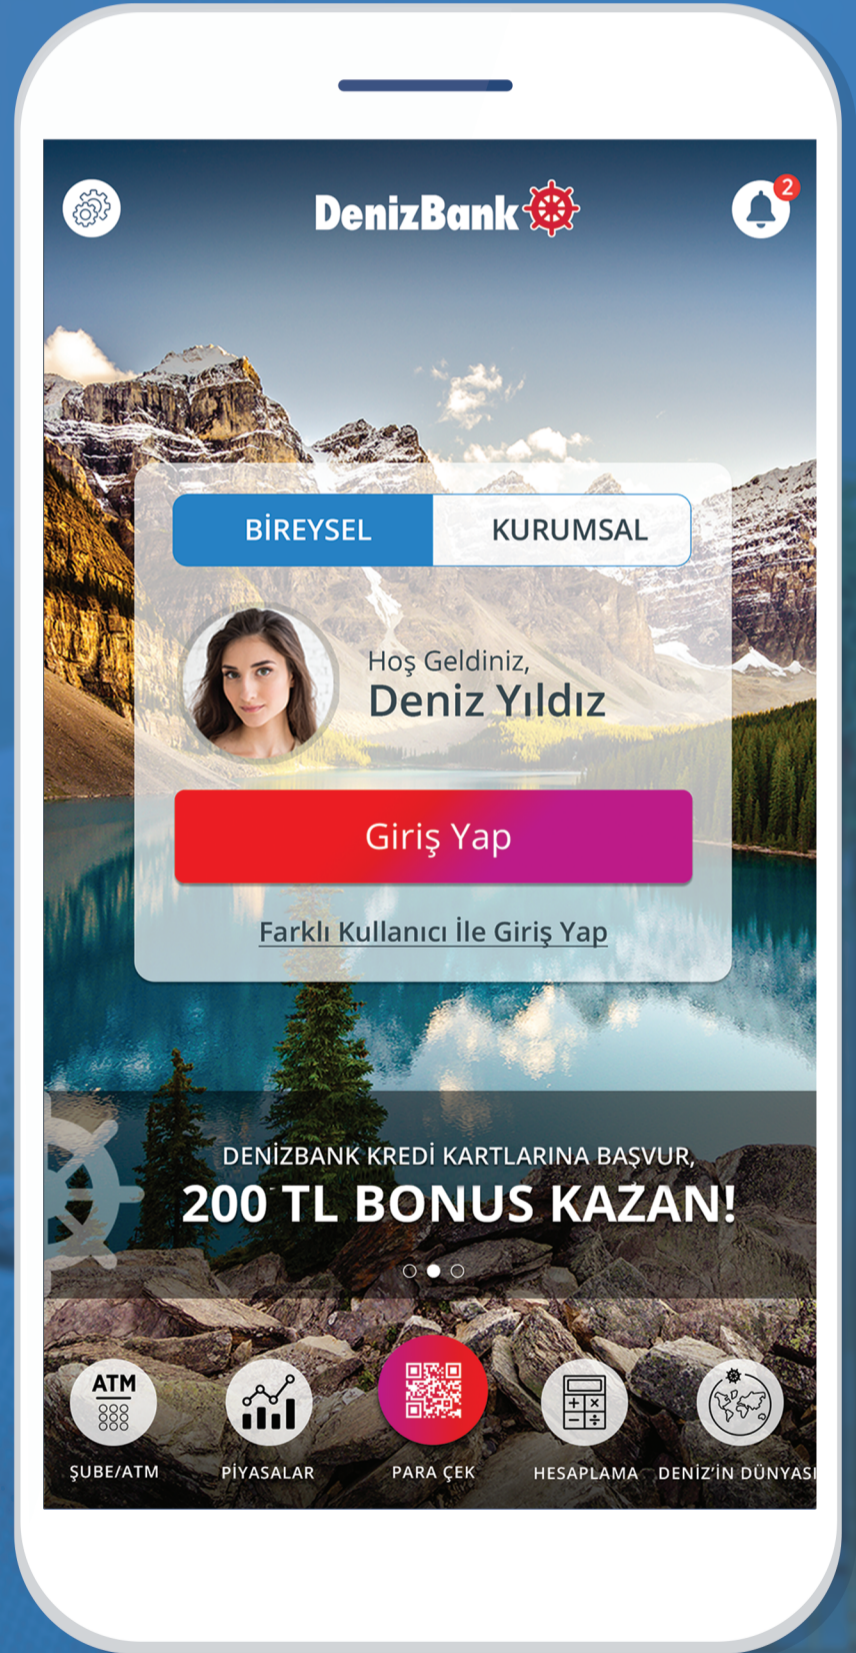 DenizBank
2
BİREYSEL
KURUMSAL
Hoş Geldiniz,
Deniz Yıldız
Giriş Yap
Farklı Kullanıcı İle Giriş Yap
DENİZBANK KREDİ KARTLARINA BAŞVUR,
200 TL BONUS KAZAN!
ATM
ŞUBE/ATM
PİYASALAR
PARA ÇEK
HESAPLAMA
DENİZ'İN DÜNYASI